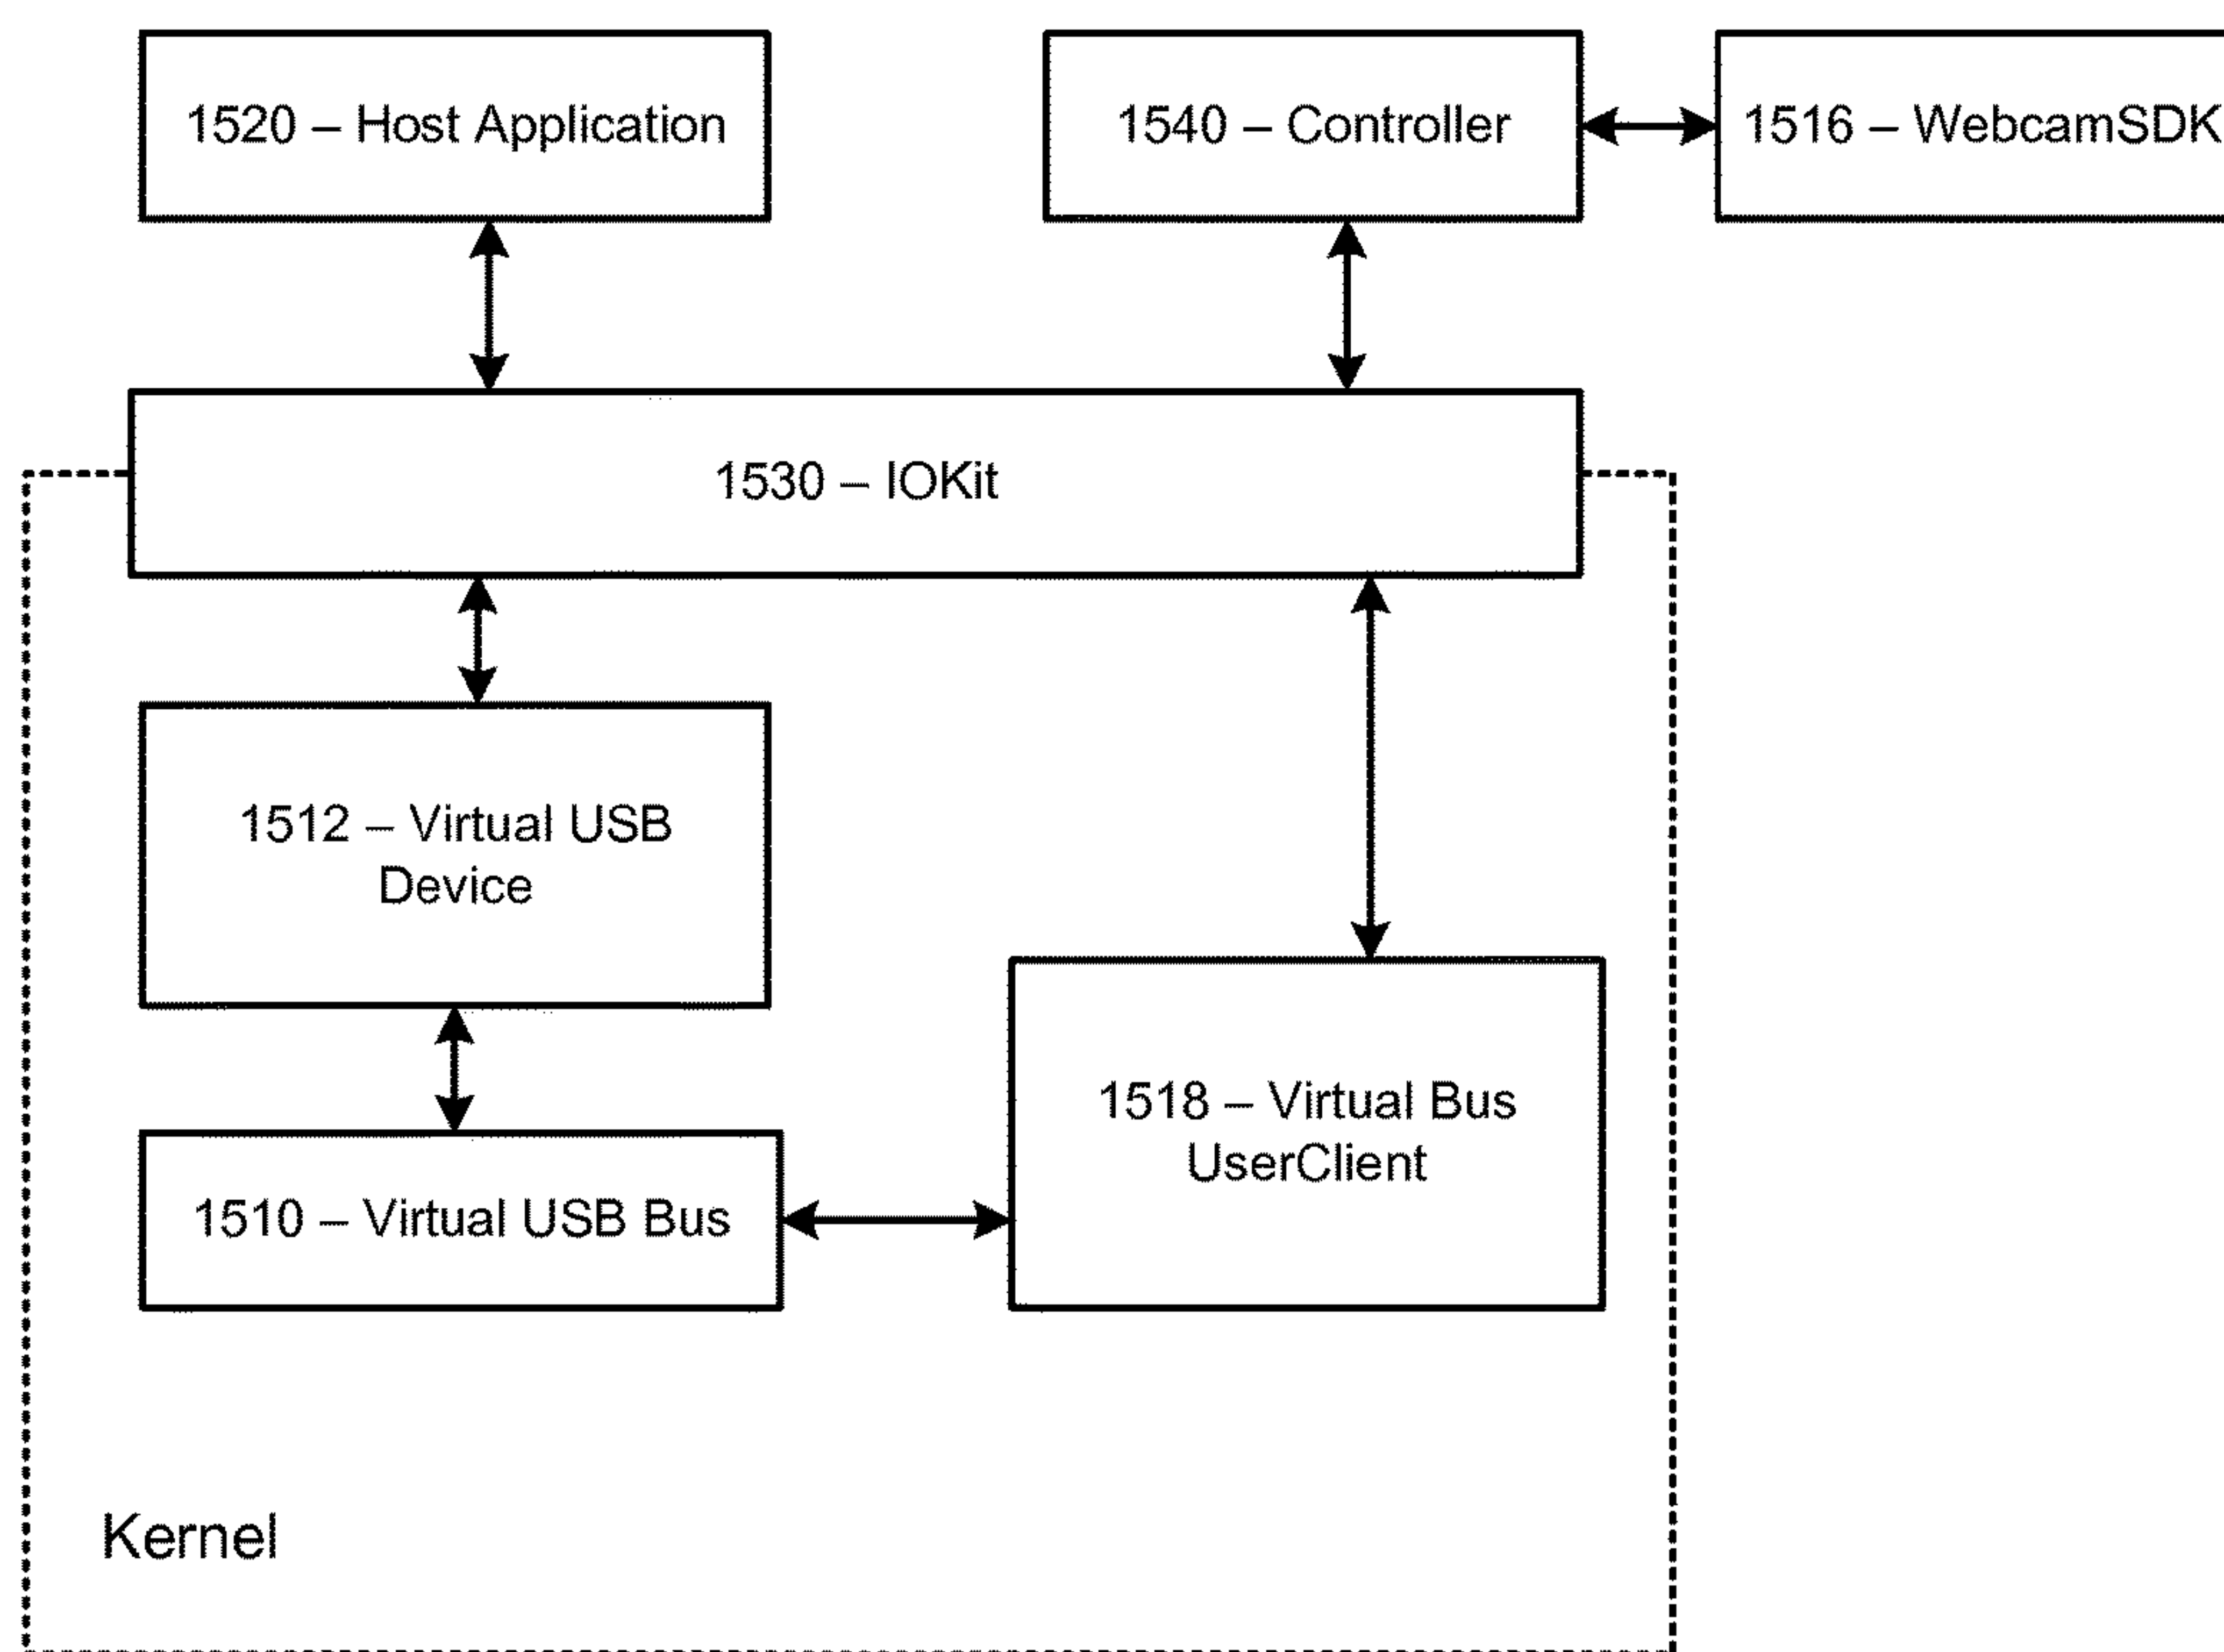 1520 – Host Application
1540 – Controller
1516 – WebcamSDK
1530 – IOKit
1512 – Virtual USB
Device
1518 – Virtual Bus
UserClient
1510 – Virtual USB Bus
Kernel